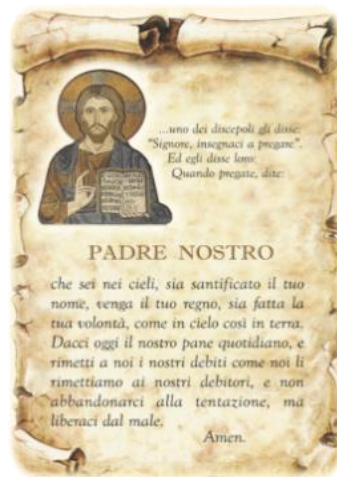 ...uno dei discepoli gli disse:
"Signore, insegnaci a pregare".
Ed egli disse loro:
Quando pregate, dite:
PADRE NOSTRO
che sei nei cieli, sia santificato il tuo
nome, venga il tuo regno, sia fatta la
tua volontà, come in cielo così in terra.
Dacci oggi il nostro pane quotidiano, e
rimetti a noi i nostri debiti come noi li
rimettiamo ai nostri debitori, e non
abbandonarci alla tentazione, ma
liberaci dal male.
Amen.